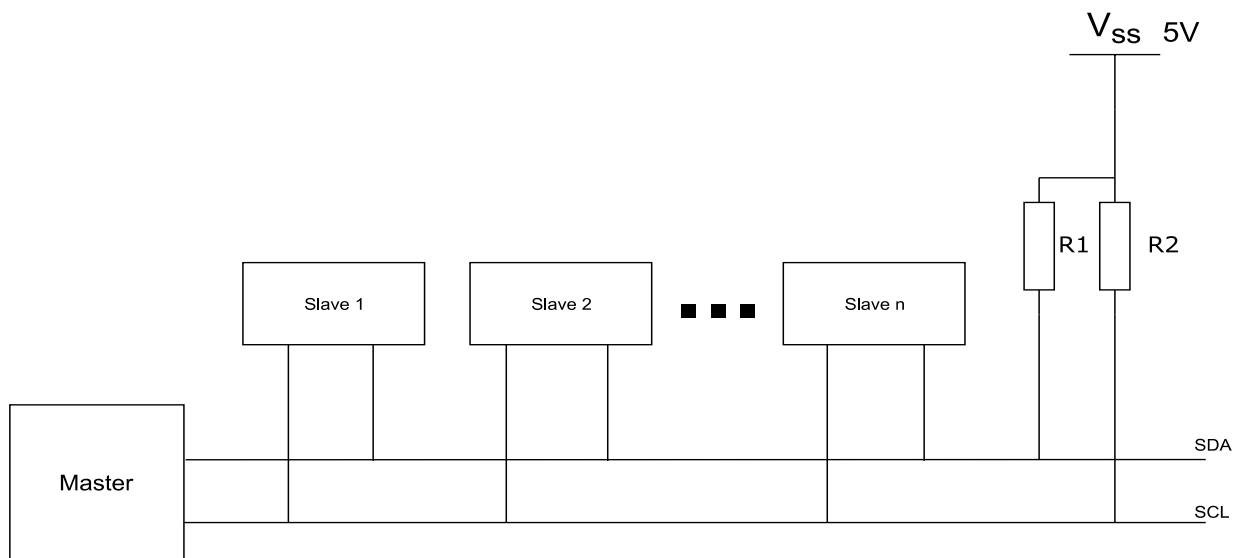 Vss 5V
R1
R2
Slave 1
Slave 2
Slave n
SDA
Master
SCL